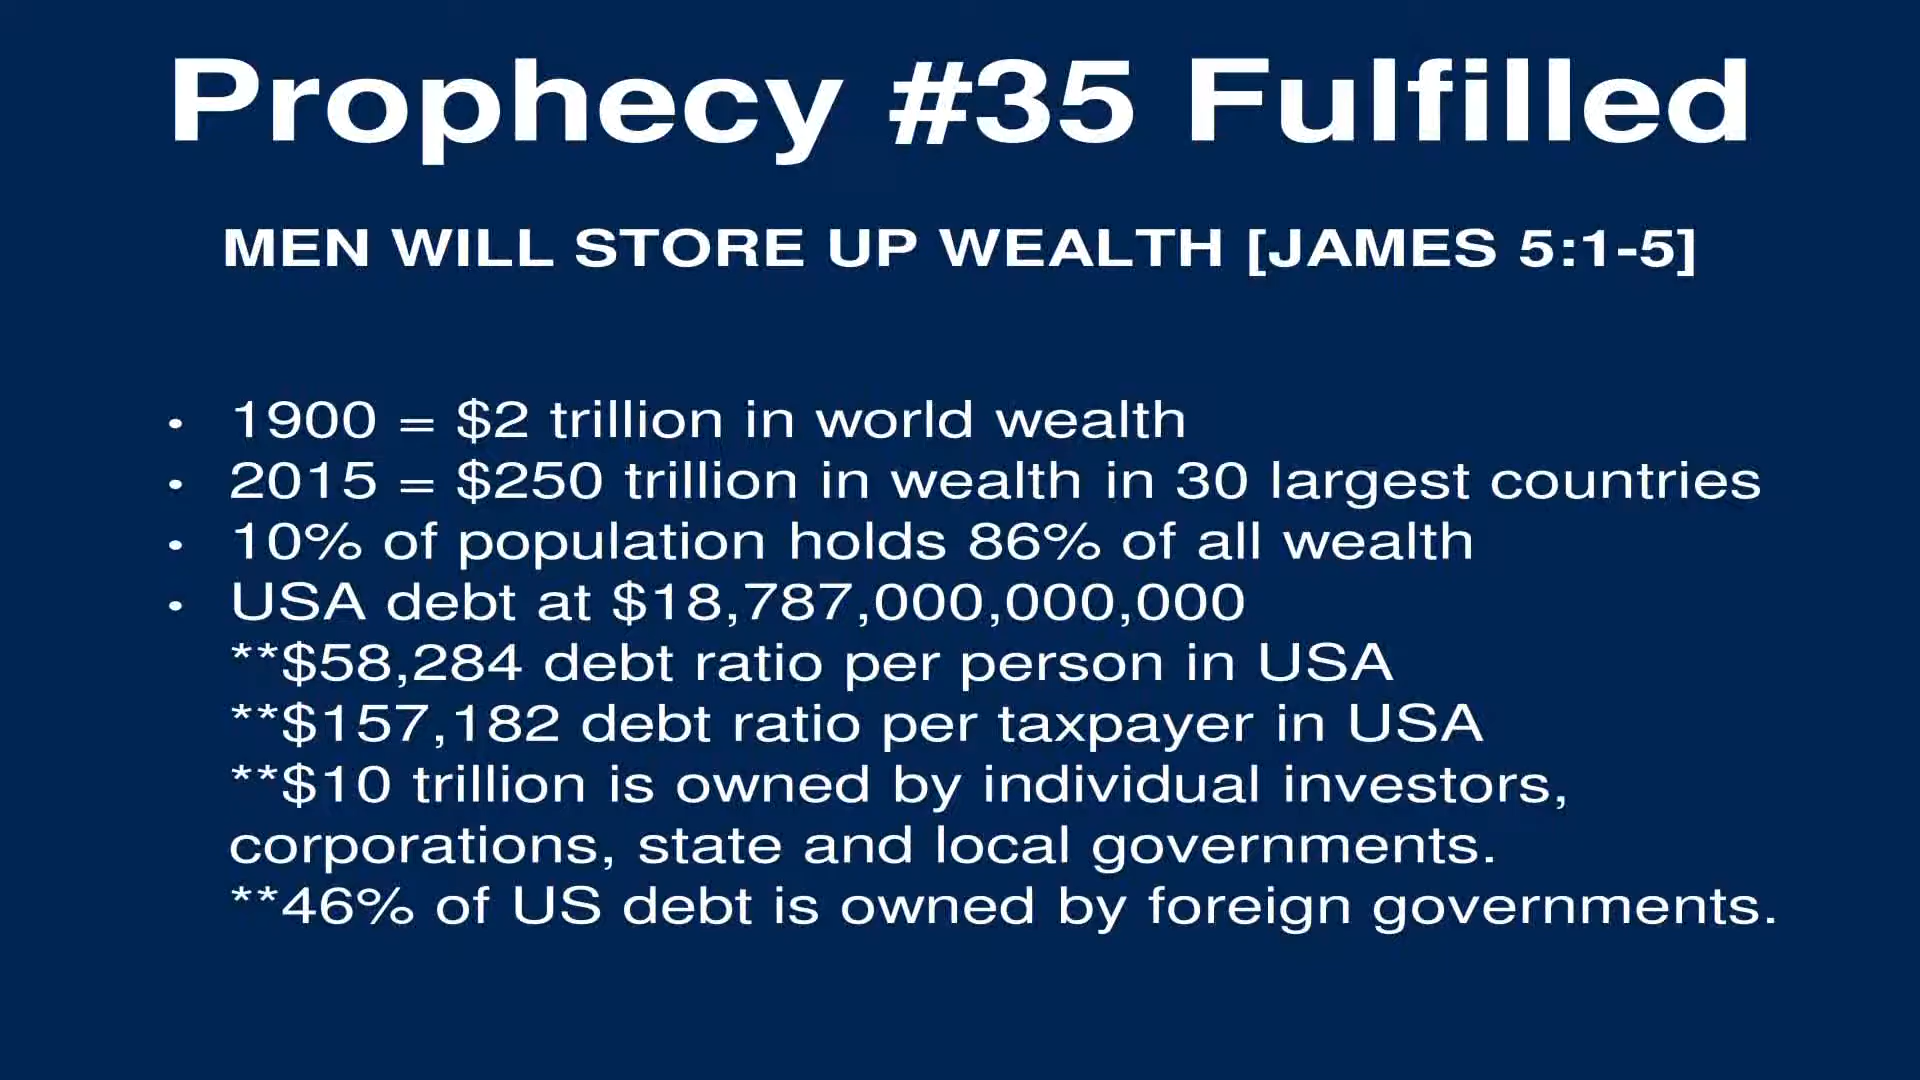 Prophecy #35 Fulfilled
MEN WILL STORE UP WEALTH [JAMES 5:1-5]
• 1900 = $2 trillion in world wealth
• 2015 = $250 trillion in wealth in 30 largest countries
• 10% of population holds 86% of all wealth
• USA debt at $18,787,000,000,000
**$58,284 debt ratio per person in USA
**$157,182 debt ratio per taxpayer in USA
**$10 trillion is owned by individual investors,
corporations, state and local governments.
**46% of US debt is owned by foreign governments.